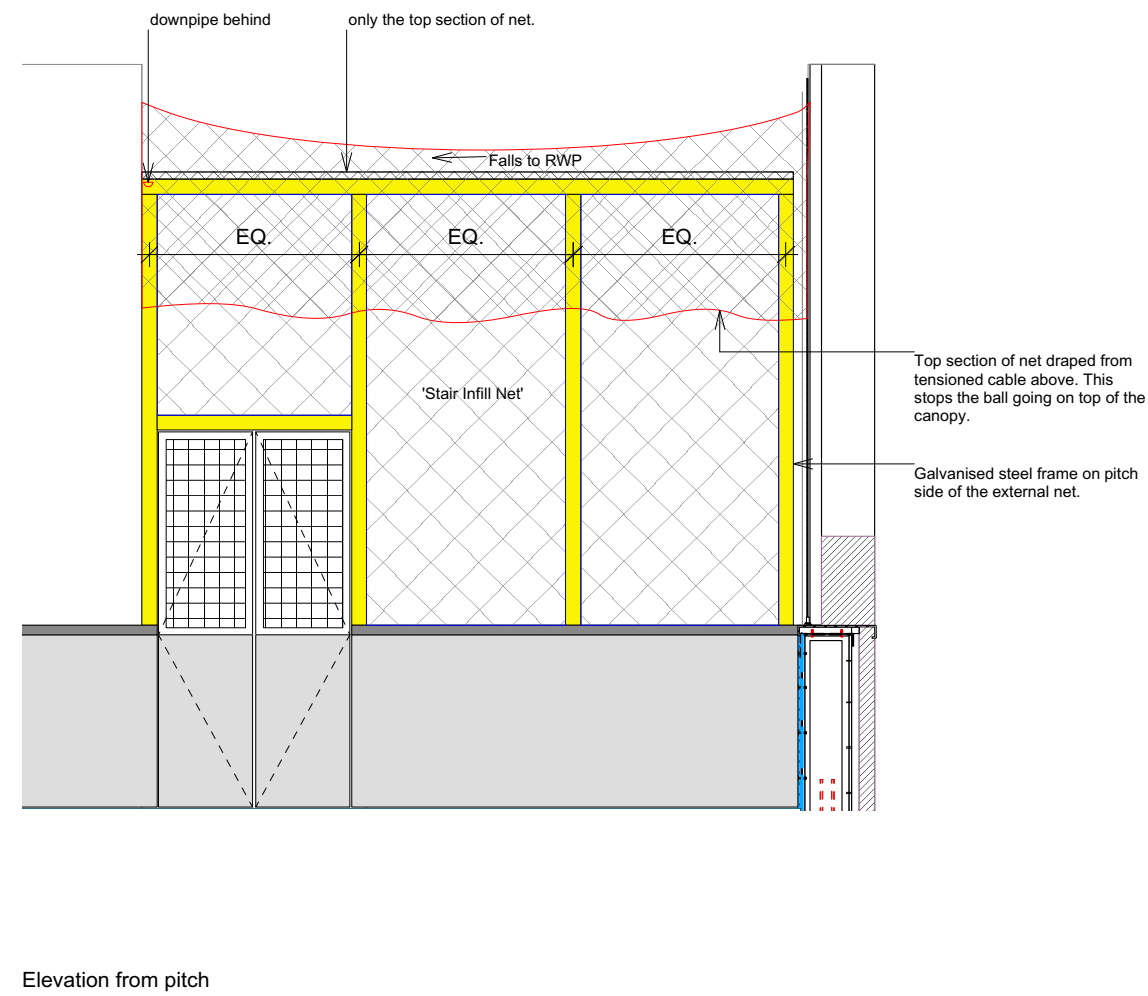 downpipe behind
only the top section of net.
Falls to RWP
EQ.
EQ.
EQ.
'Stair Infill Net'
Top section of net draped from
tensioned cable above. This
stops the ball going on top of the
canopy.
Galvanised steel frame on pitch
side of the external net.
Elevation from pitch